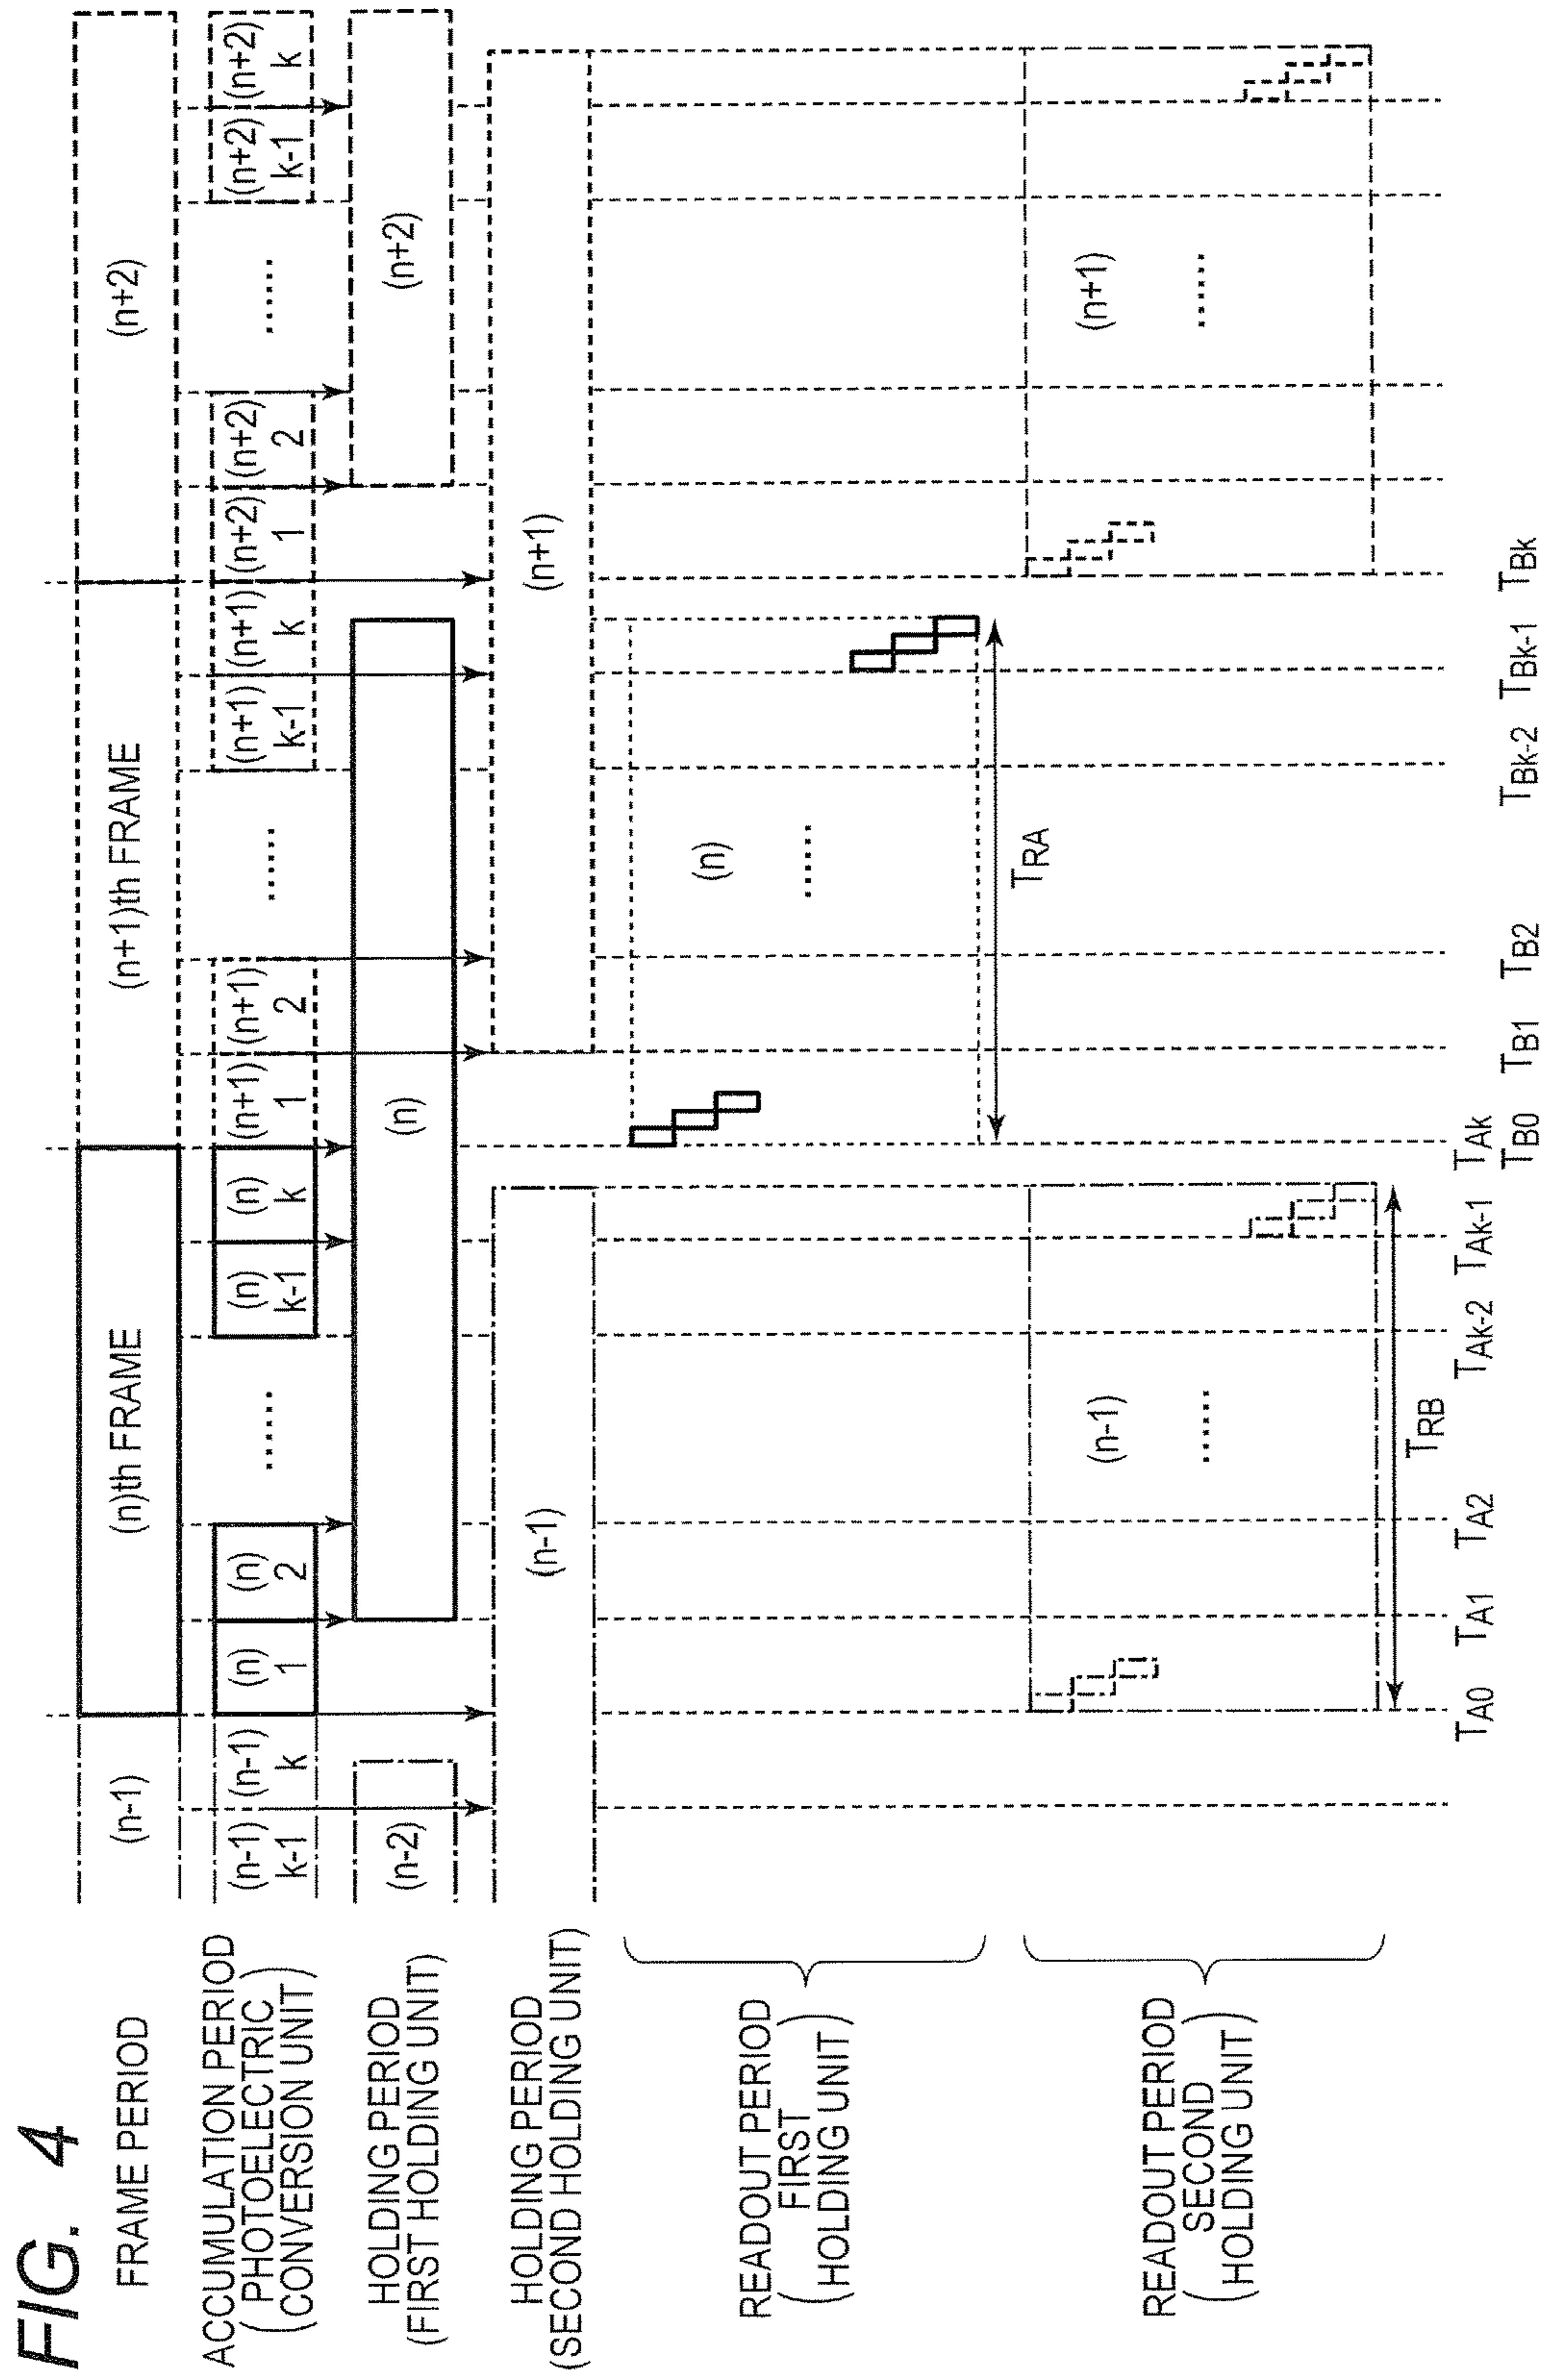 FIG. 4
FRAME PERIOD
(n-1)
(n)th FRAME
(n+1)th FRAME
(n+2)
ACCUMULATION PERIOD
(PHOTOELECTRIC
CONVERSION UNIT)
(n-1) (n-1) (n) (n) (n) (n) (n+1) (n+1) (n+1) (n+1) (n+2) (n+2) (n+2) (n+2)
k-1 k 1 2 ...... k-1 k 1 2 ...... k-1 k 1 2 ...... k-1 k
HOLDING PERIOD
(FIRST HOLDING UNIT)
(n-2)
(n)
(n+2)
HOLDING PERIOD
(SECOND HOLDING UNIT)
(n-1)
(n+1)
READOUT PERIOD
(FIRST
HOLDING UNIT)
(n)
......
TRA
READOUT PERIOD
(SECOND
HOLDING UNIT)
(n-1)
......
(n+1)
......
TRB
TA0 TA1 TA2 TAk-2 TAk-1 TAk
TB0 TB1 TB2 TBk-2 TBk-1 TBk